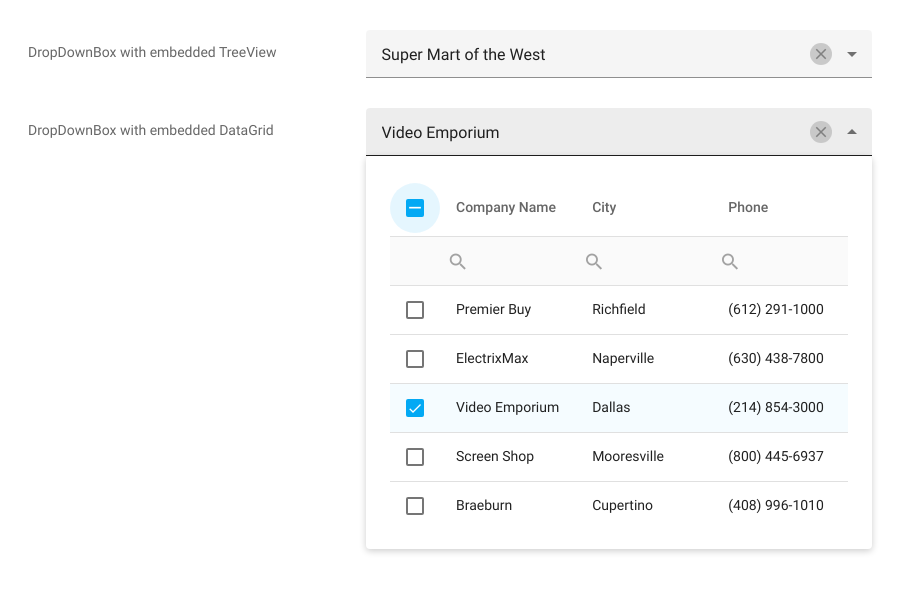 DropDownBox with embedded TreeView
Super Mart of the West
DropDownBox with embedded DataGrid
Video Emporium
Company Name City Phone
Premier Buy Richfield (612) 291-1000
ElectrixMax Naperville (630) 438-7800
Video Emporium Dallas (214) 854-3000
Screen Shop Mooresville (800) 445-6937
Braeburn Cupertino (408) 996-1010